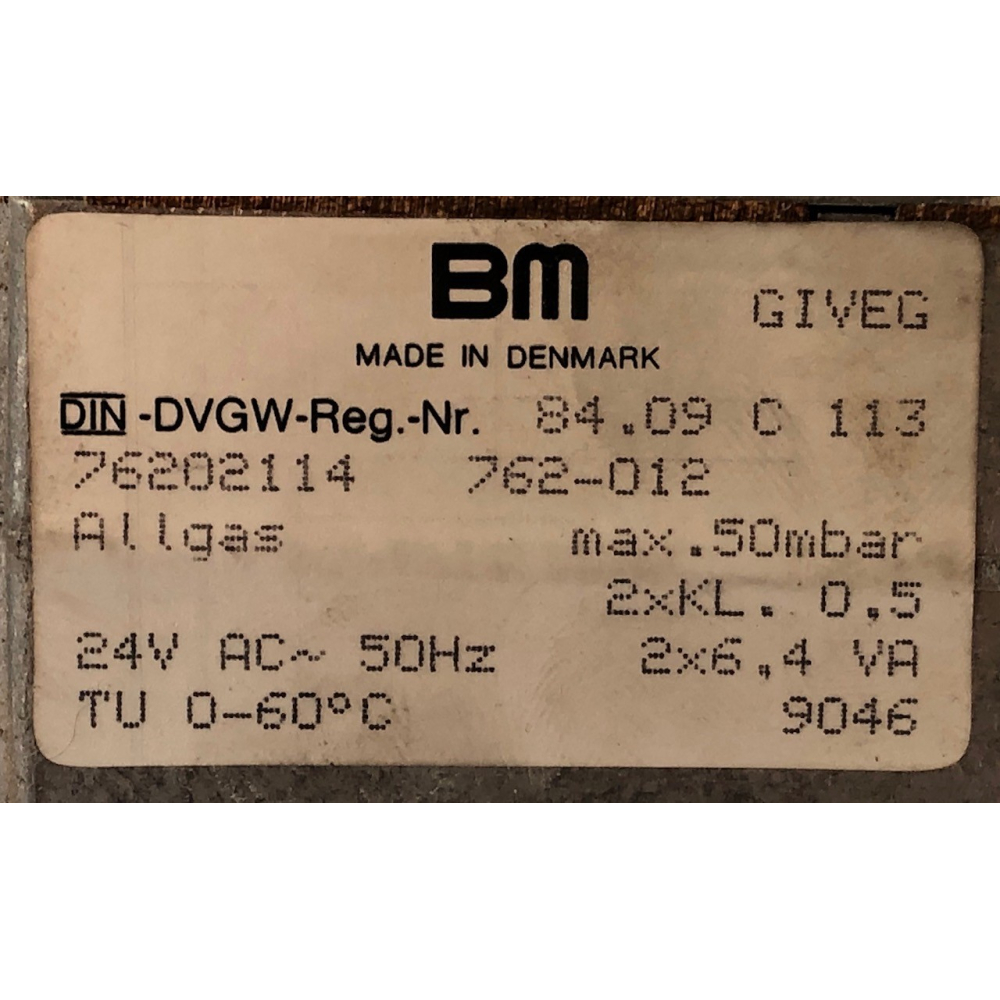 BM
GIVEG
MADE IN DENMARK
DIN-DVGW-Reg.-Nr. 84.09 C 113
76202114 762-012
Allgas max.50mbar
2xKL. 0,5
24V AC~ 50Hz 2x6,4 VA
TU 0-60°C 9046